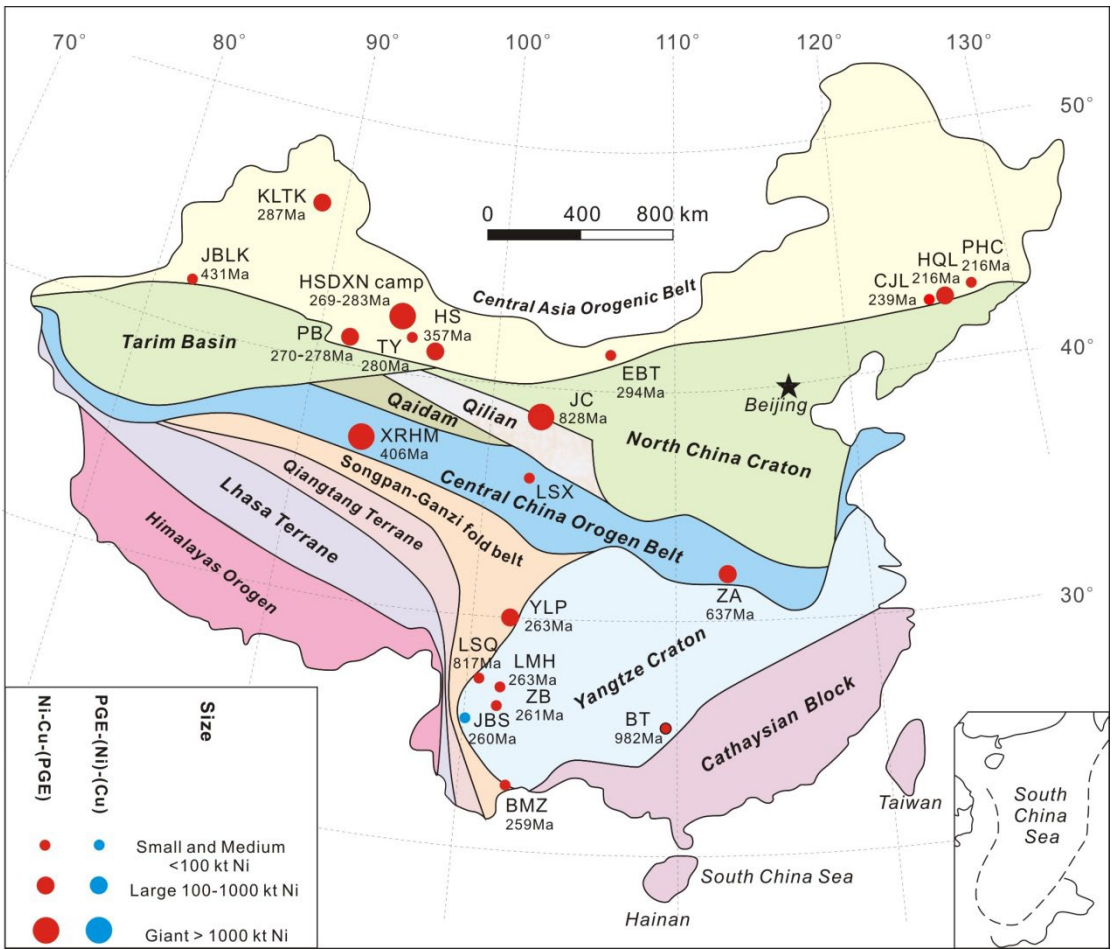 70°
80°
90°
100°
110°
120°
130°
50°
40°
30°
KLTK
287Ma
0 400 800 km
JBLK
431Ma
PHC
216Ma
HQL
216Ma
CJL
239Ma
HSDXN camp
269-283Ma
Central Asia Orogenic Belt
HS
357Ma
PB
270-278Ma
TY
280Ma
Tarim Basin
EBT
294Ma
Beijing
JC
828Ma
Qilian
Qaidam
North China Craton
XRHM
406Ma
LSX
Central China Orogen Belt
Songpan-Ganzi fold belt
Qiangtang Terrane
Lhasa Terrane
Himalayas Orogen
ZA
637Ma
YLP
263Ma
LSQ
817Ma
LMH
263Ma
ZB
261Ma
JBS
260Ma
Yangtze Craton
BT
982Ma
Cathaysian Block
BMZ
259Ma
Taiwan
South China Sea
Hainan
South
China
Sea
Ni-Cu-(PGE)
PGE-(Ni)-(Cu)
Size
Small and Medium
<100 kt Ni
Large 100-1000 kt Ni
Giant > 1000 kt Ni